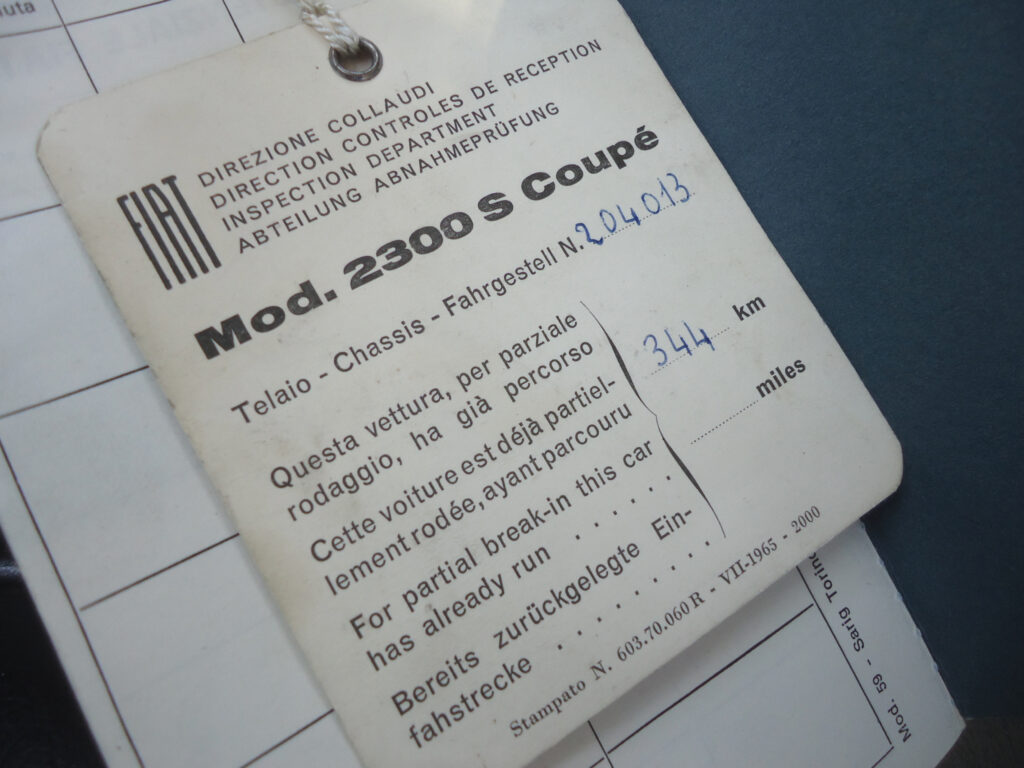 FIAT
DIREZIONE COLLAUDI
DIRECTION CONTROLES DE RECEPTION
INSPECTION DEPARTMENT
ABTEILUNG ABNAHMEPRÜFUNG
Mod. 2300 S Coupé
Telaio - Chassis - Fahrgestell N. 204013
Questa vettura, per parziale
rodaggio, ha già percorso
Cette voiture est déjà partiel-
lement rodée, ayant parcouru
For partial break-in this car
has already run . . . . .
Bereits zurückgelegte Ein-
fahstrecke . . . . . . .
344 km
miles
Stampato N. 603.70.060 R - VII-1965 - 2000
Mod. 59 - Sarig Torino